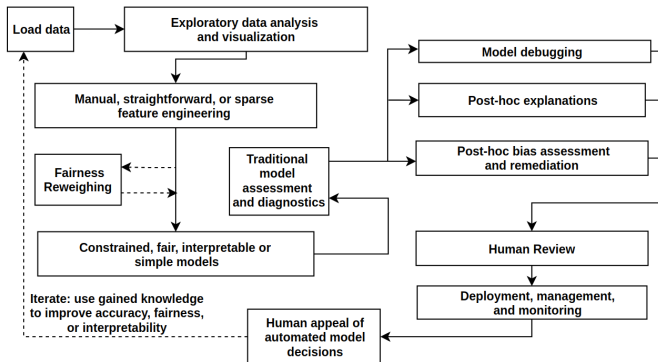 Load data
Exploratory data analysis
and visualization
Manual, straightforward, or sparse
feature engineering
Fairness
Reweighing
Constrained, fair, interpretable or
simple models
Traditional
model
assessment
and diagnostics
Model debugging
Post-hoc explanations
Post-hoc bias assessment
and remediation
Human Review
Deployment, management,
and monitoring
Human appeal of
automated model
decisions
Iterate: use gained knowledge
to improve accuracy, fairness,
or interpretability